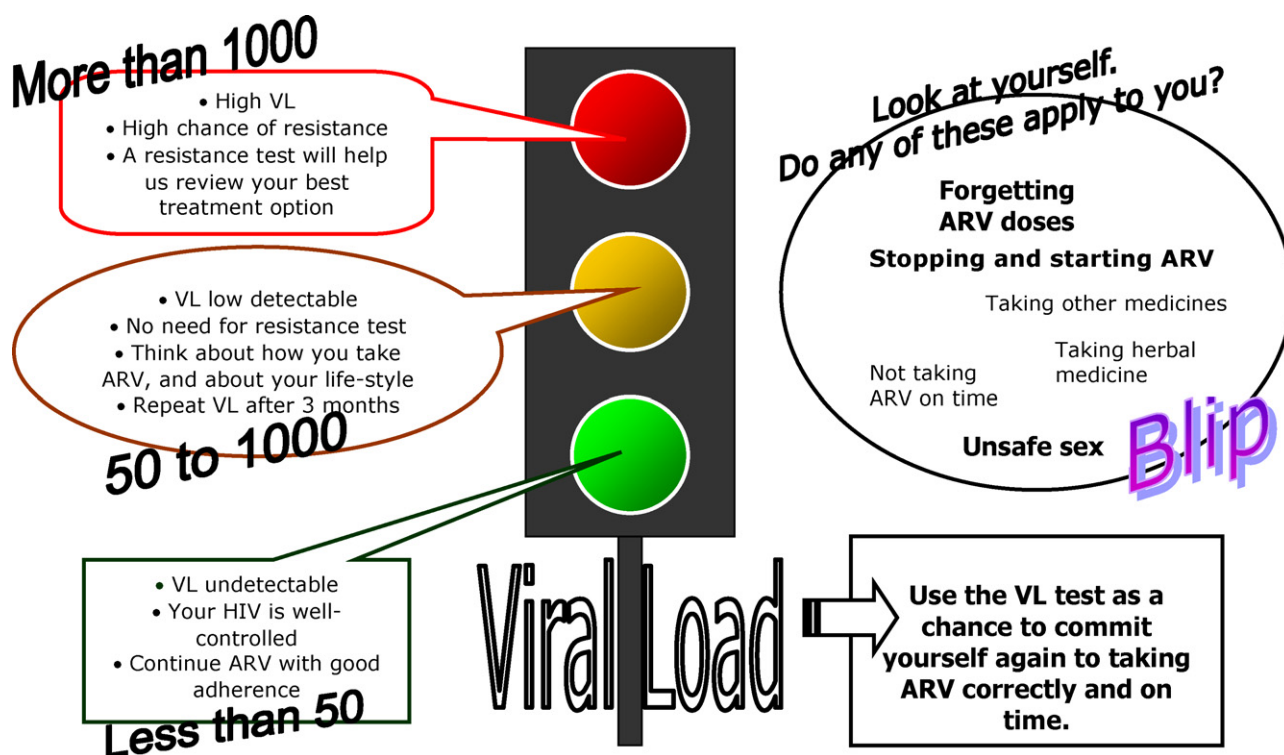 More than 1000
• High VL
• High chance of resistance
• A resistance test will help
us review your best
treatment option
• VL low detectable
• No need for resistance test
• Think about how you take
ARV, and about your life-style
• Repeat VL after 3 months
50 to 1000
• VL undetectable
• Your HIV is well-
controlled
• Continue ARV with good
adherence
Less than 50
Viral Load
Look at yourself.
Do any of these apply to you?
Forgetting
ARV doses
Stopping and starting ARV
Taking other medicines
Taking herbal
medicine
Not taking
ARV on time
Unsafe sex
Blip
Use the VL test as a
chance to commit
yourself again to taking
ARV correctly and on
time.